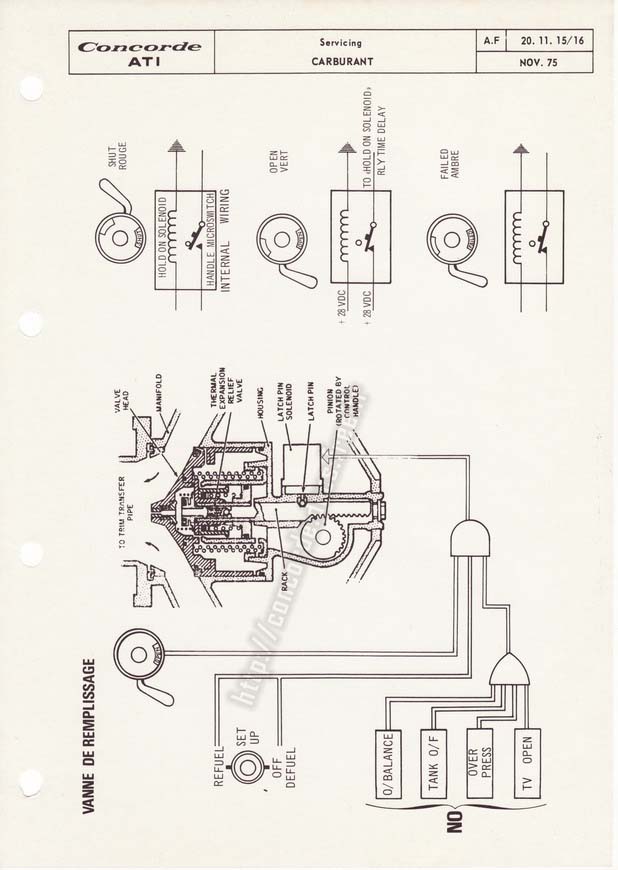 Concorde
ATI
Servicing
CARBURANT
A.F
20. 11. 15/16
NOV. 75
SHUT
ROUGE
HOLD ON SOLENOID
HANDLE MICROSWITCH
INTERNAL WIRING
OPEN
VERT
TO (HOLD ON SOLENOID)
RLY TIME DELAY
+ 28 VDC
+ 28 VDC
FAILED
AMBRE
VALVE
HEAD
MANIFOLD
THERMAL
EXPANSION
RELIEF
VALVE
HOUSING
LATCH PIN
SOLENOID
LATCH PIN
PINION
(ROTATED BY
CONTROL
HANDLE)
TO TRIM TRANSFER
PIPE
RACK
VANNE DE REMPLISSAGE
OPEN
REFUEL
SET
UP
OFF
DEFUEL
NO
O/BALANCE
TANK O/F
OVER
PRESS
TV OPEN